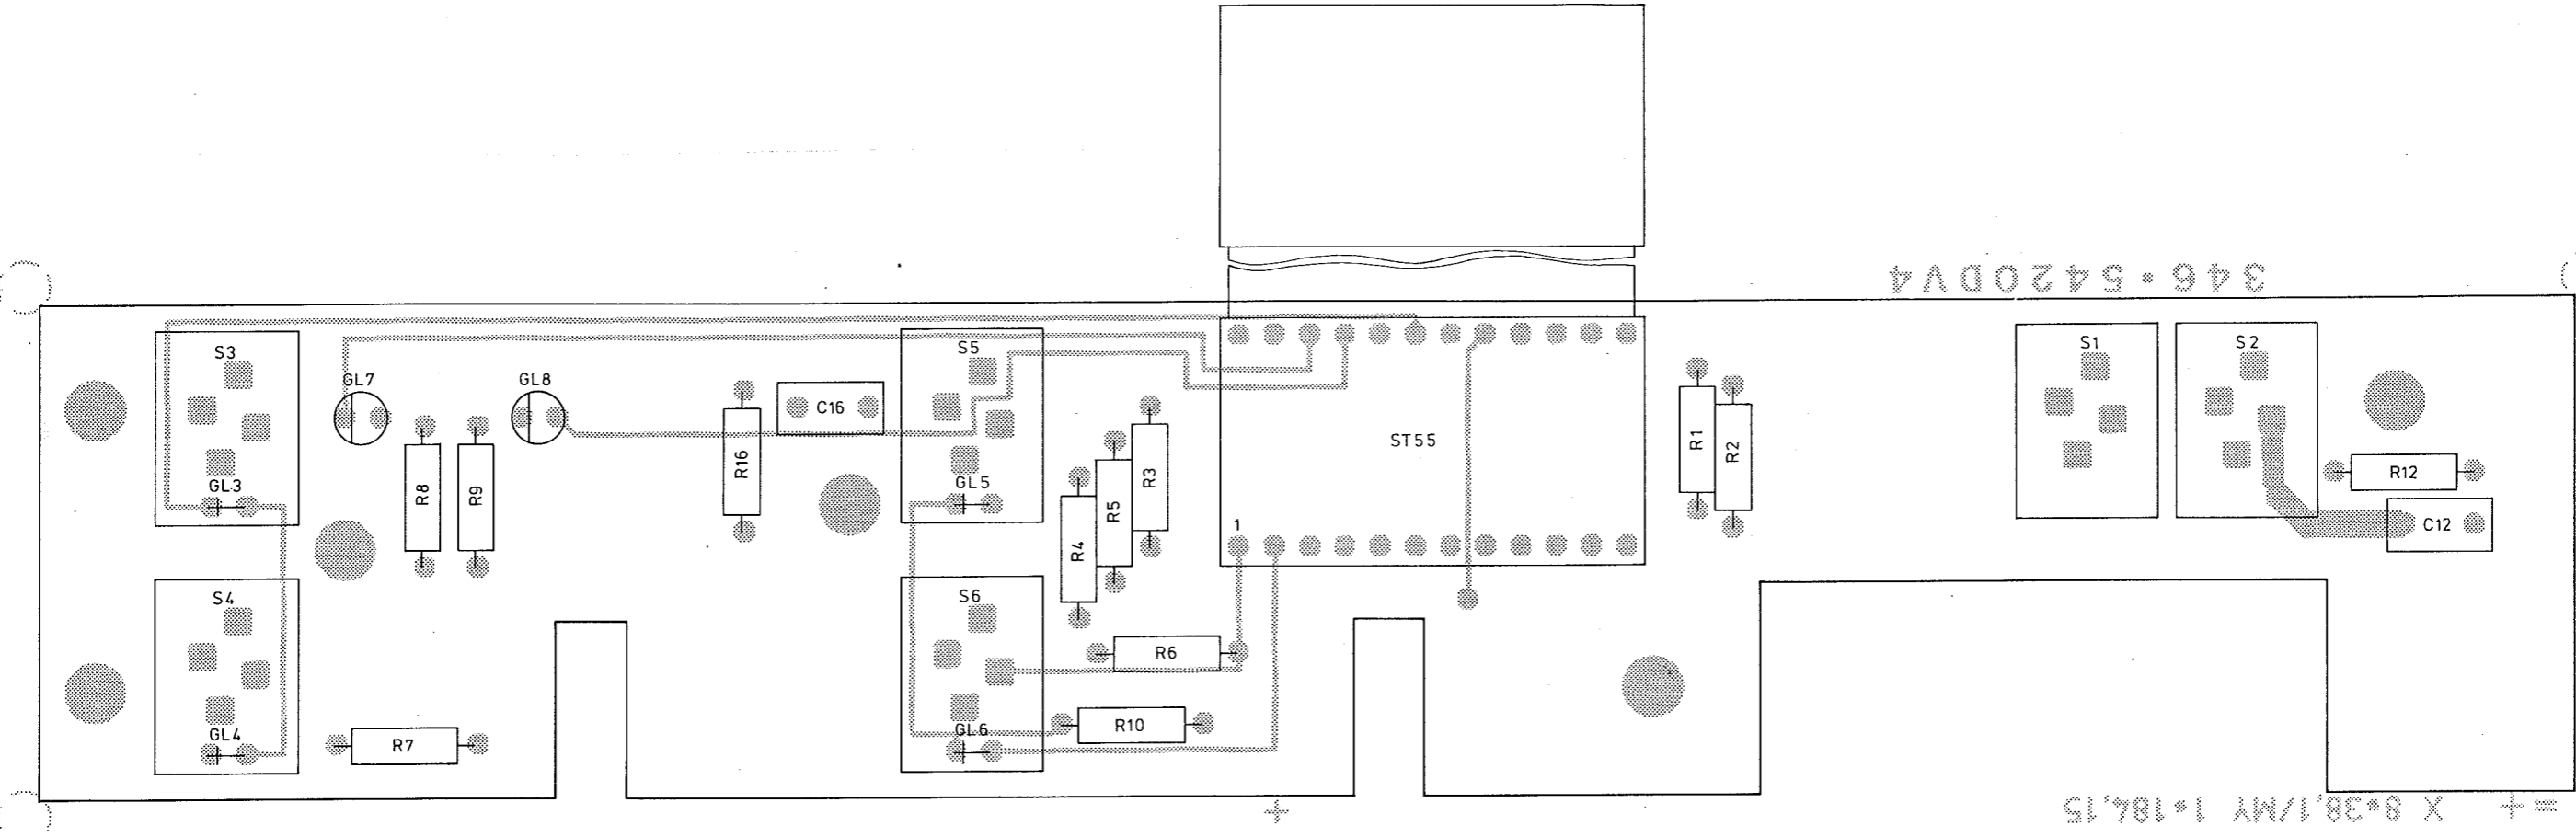 346•5420DV4
S3
S5
S1
S2
GL7
GL8
C16
ST55
R1
R2
R16
R3
R8
R9
R5
R12
GL3
GL5
1
C12
R4
S4
S6
R6
GL4
GL6
R10
R7
+
X 8•38,1/MY 1•184,15
+=